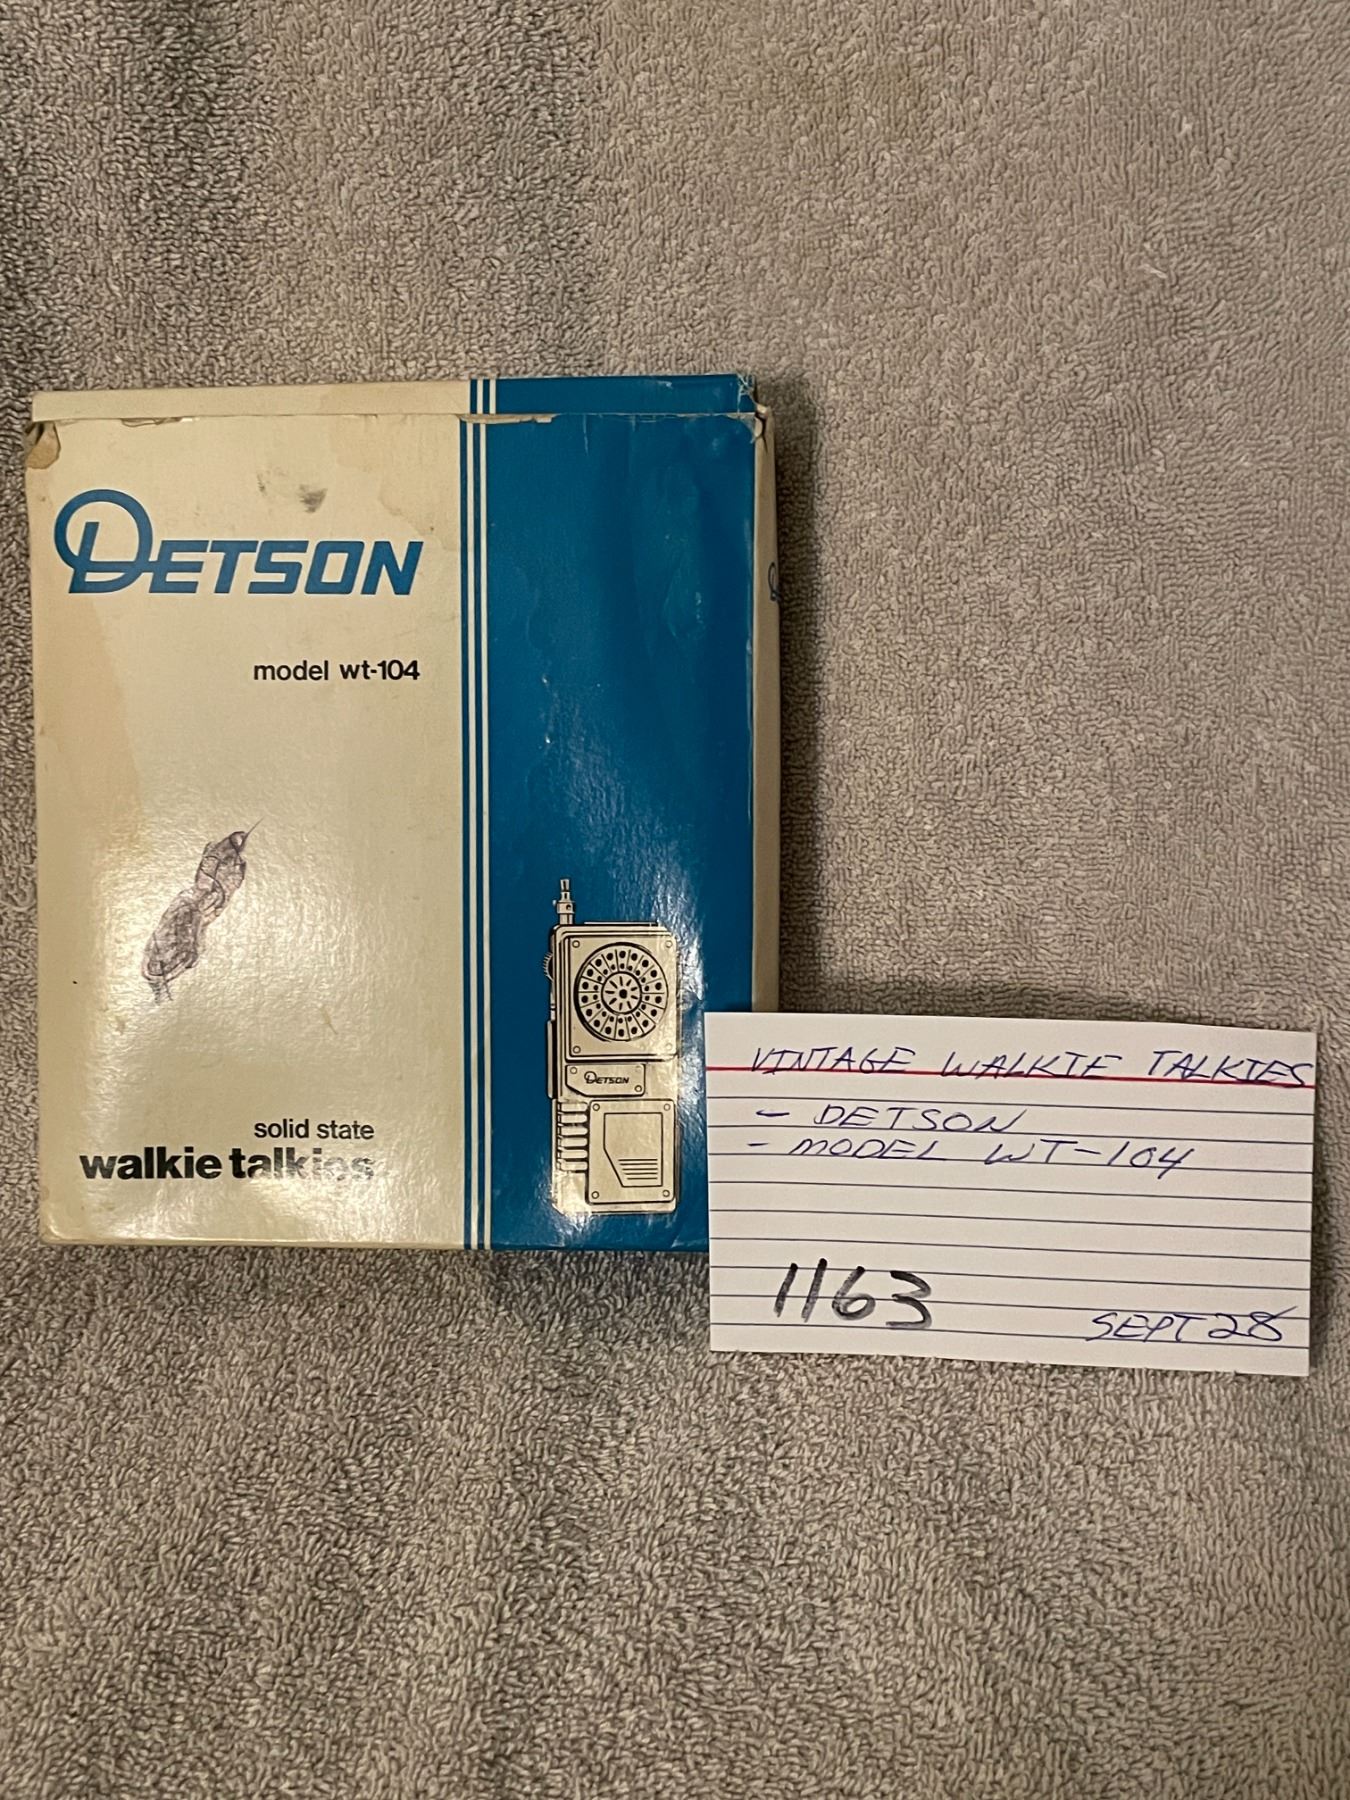 DETSON
model wt-104
solid state
walkie talkies
DETSON
VINTAGE WALKIE TALKIES
- DETSON
- MODEL WT-104
1163
SEPT 28